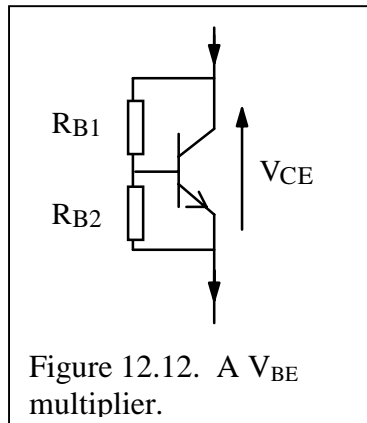 RB1
VCE
RB2
Figure 12.12. A VBE
multiplier.